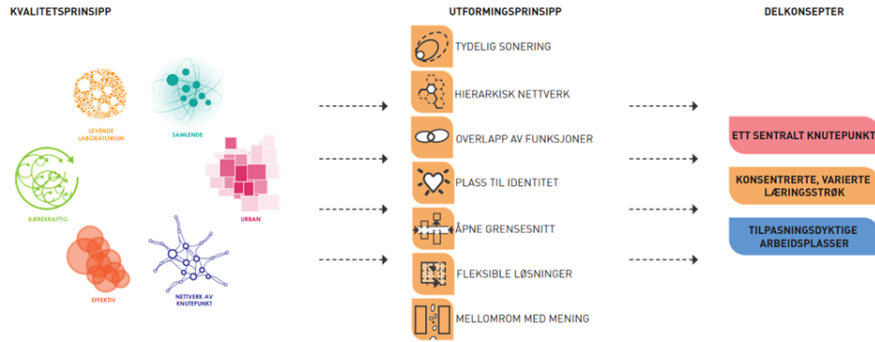 KVALITETSPRINSIPP
UTFORMINGSPRINSIPP
DELKONSEPTER
LEVENDE
LABORATORIUM
SAMLENDE
BÆREKRAFTIG
URBAN
EFFEKTIV
NETTVERK AV
KNUTEPUNKT
TYDELIG SONERING
HIERARKISK NETTVERK
OVERLAPP AV FUNKSJONER
PLASS TIL IDENTITET
ÅPNE GRENSESNITT
FLEKSIBLE LØSNINGER
MELLOMROM MED MENING
ETT SENTRALT KNUTEPUNKT
KONSENTRERTE, VARIERTE
LÆRINGSSTRØK
TILPASNINGSDYKTIGE
ARBEIDSPLASSER